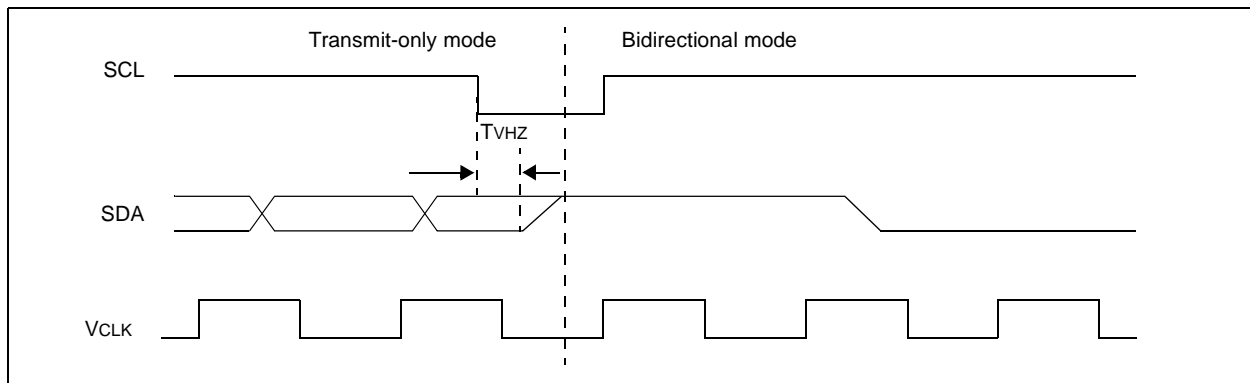 Transmit-only mode Bidirectional mode
SCL
TVHZ
SDA
VCLK